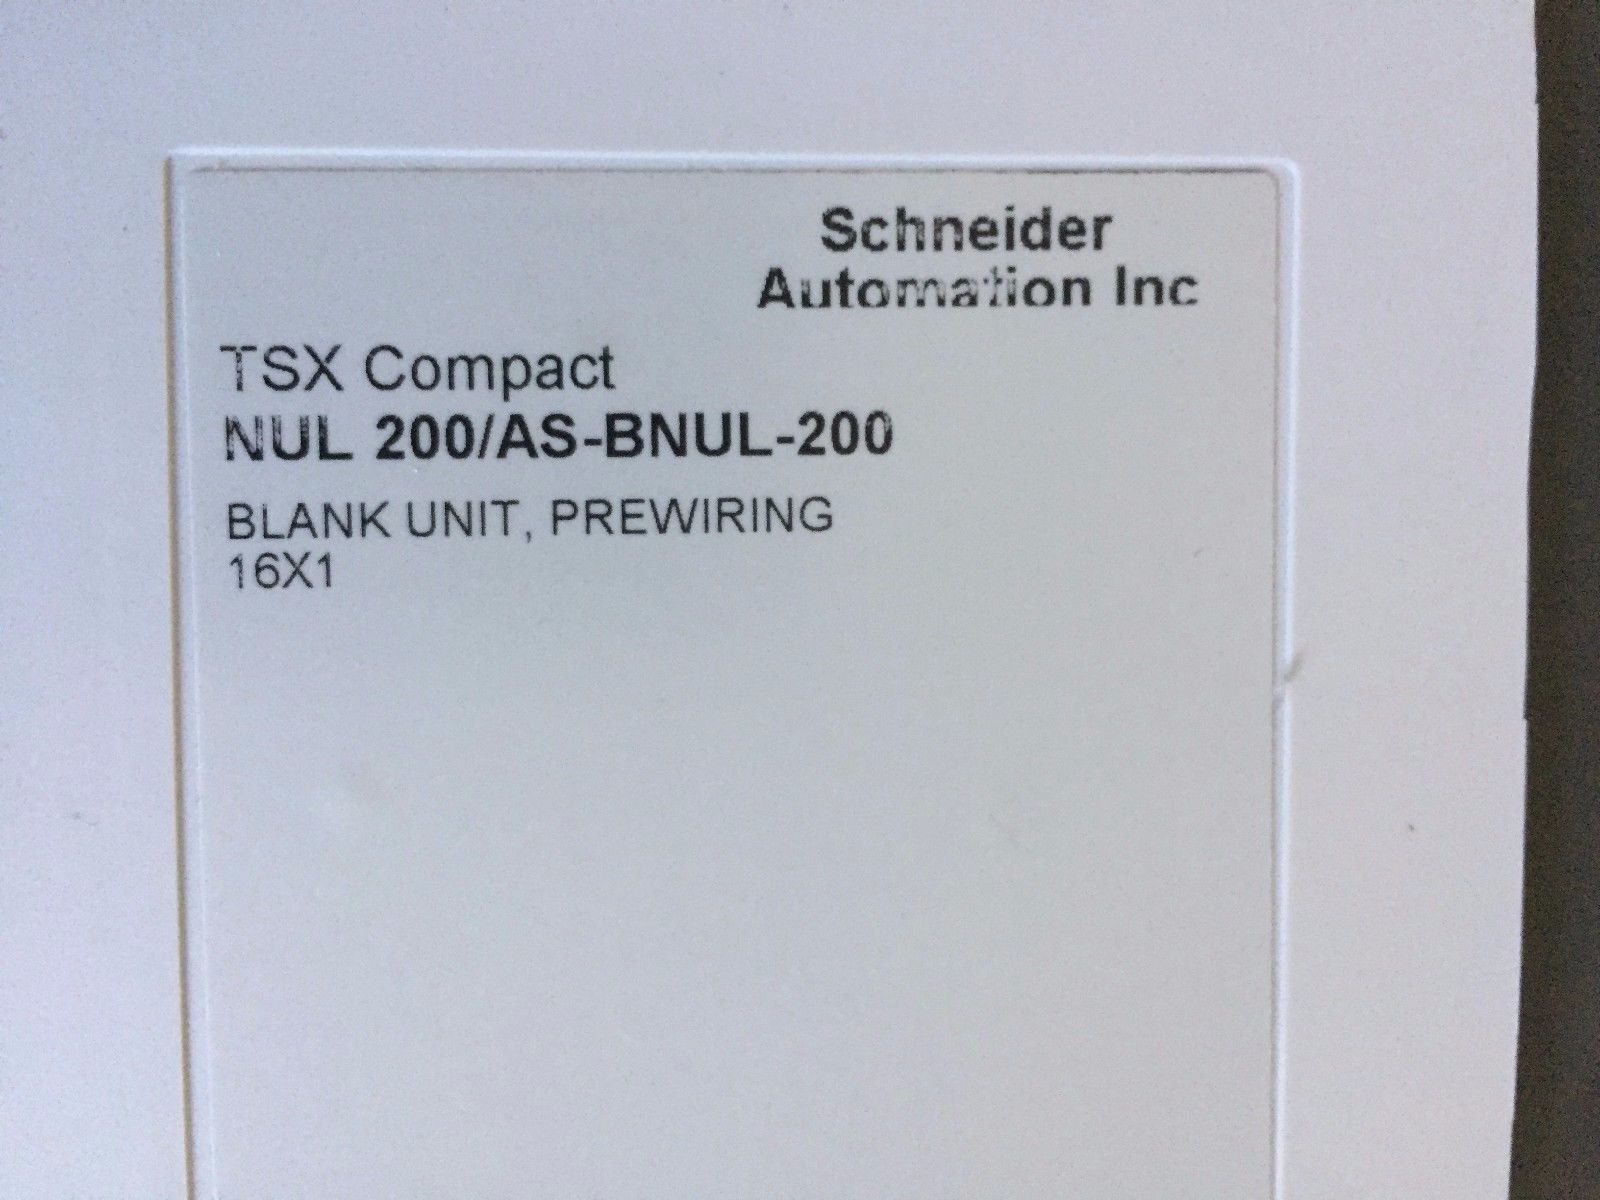 Schneider
Automation Inc
TSX Compact
NUL 200/AS-BNUL-200
BLANK UNIT, PREWIRING
16X1